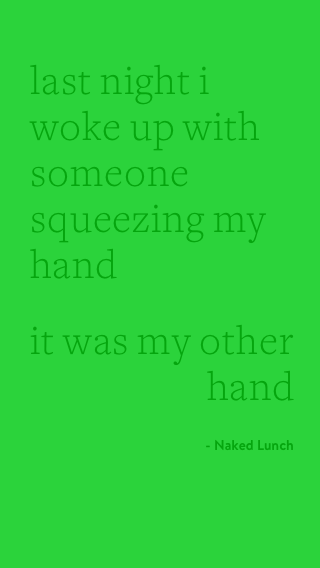 last night i
woke up with
someone
squeezing my
hand
it was my other
hand
- Naked Lunch